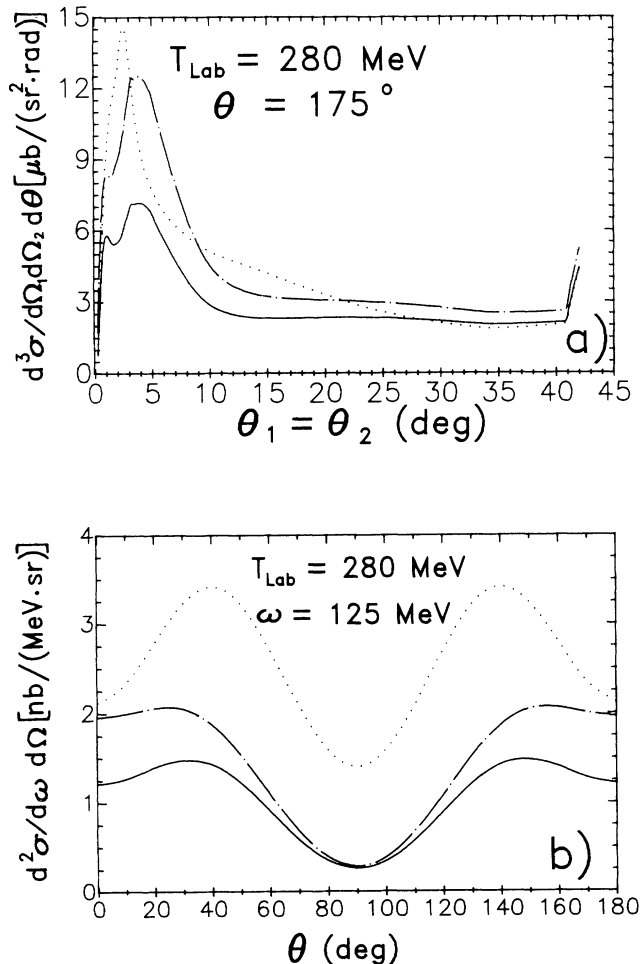 15
12
9
6
3
0
d³σ/dΩ₁dΩ₂dθ[μb/(sr²·rad)]
T_Lab = 280 MeV
θ = 175°
a)
0 5 10 15 20 25 30 35 40 45
θ₁ = θ₂ (deg)
4
3
2
1
0
d²σ/dω dΩ[nb/(MeV·sr)]
T_Lab = 280 MeV
ω = 125 MeV
b)
0 20 40 60 80 100 120 140 160 180
θ (deg)